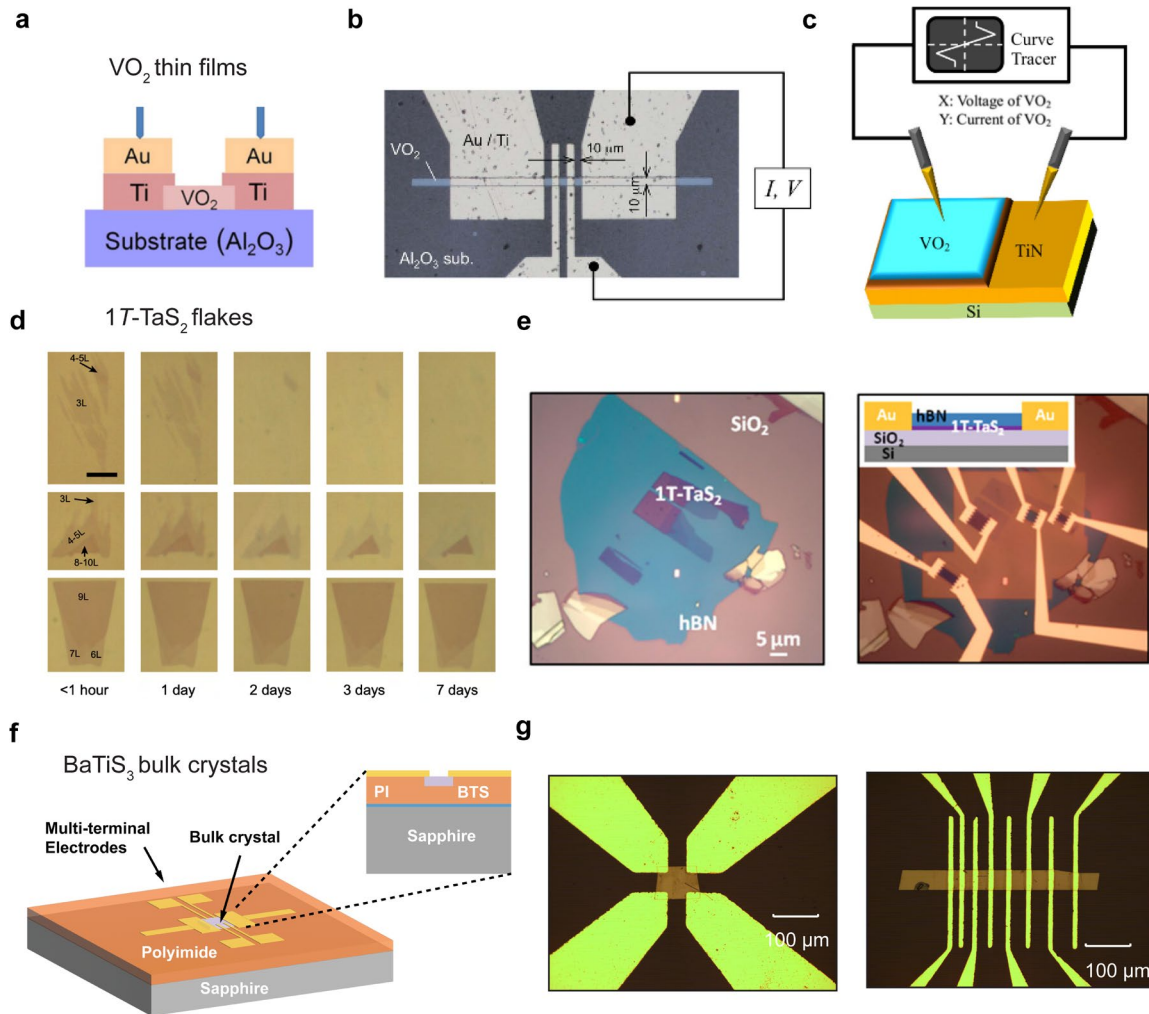 a
VO₂ thin films
Au
Au
Ti
VO₂
Ti
Substrate (Al₂O₃)
b
Au / Ti
VO₂
10 μm
10 μm
Al₂O₃ sub.
I, V
c
Curve
Tracer
X: Voltage of VO₂
Y: Current of VO₂
VO₂
TiN
Si
d
1T-TaS₂ flakes
4-5L
3L
3L
4-5L
8-10L
9L
7L
6L
<1 hour
1 day
2 days
3 days
7 days
e
SiO₂
1T-TaS₂
hBN
5 μm
Au
hBN
Au
1T-TaS₂
SiO₂
Si
f
BaTiS₃ bulk crystals
Multi-terminal
Electrodes
Bulk crystal
Polyimide
Sapphire
PI
BTS
Sapphire
g
100 μm
100 μm